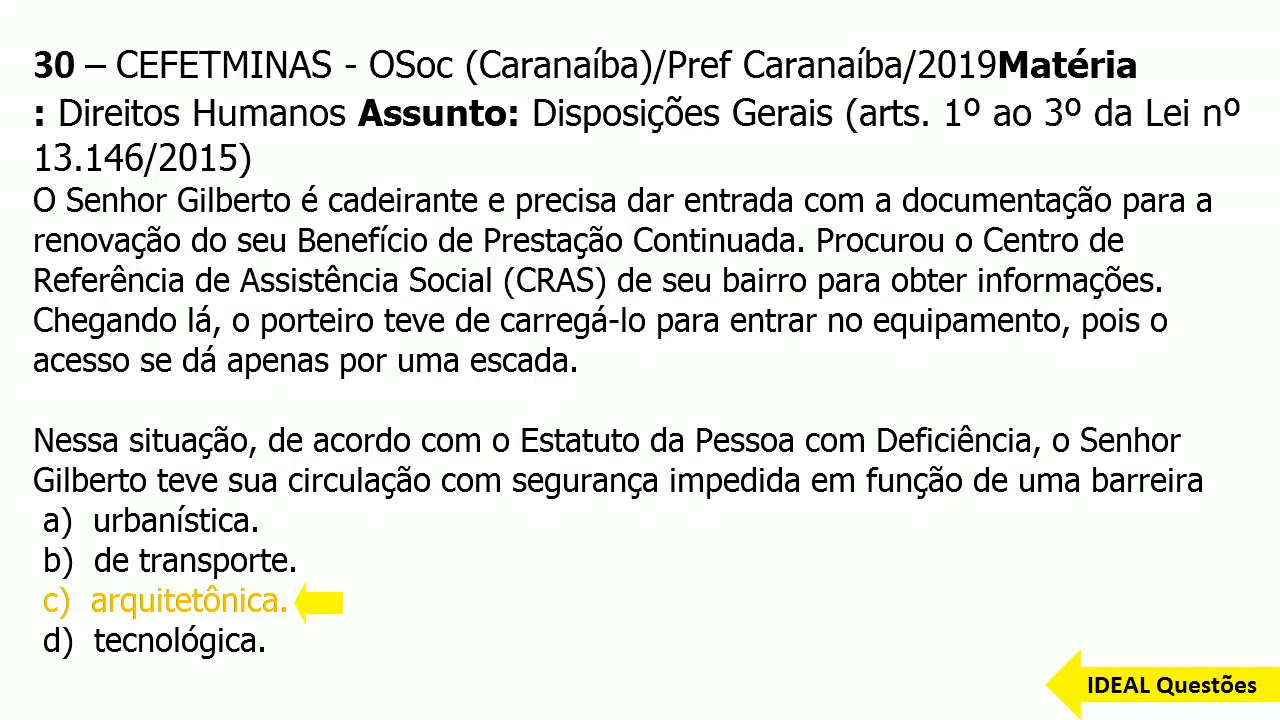 30 – CEFETMINAS - OSoc (Caranaíba)/Pref Caranaíba/2019Matéria
: Direitos Humanos Assunto: Disposições Gerais (arts. 1º ao 3º da Lei nº
13.146/2015)
O Senhor Gilberto é cadeirante e precisa dar entrada com a documentação para a
renovação do seu Benefício de Prestação Continuada. Procurou o Centro de
Referência de Assistência Social (CRAS) de seu bairro para obter informações.
Chegando lá, o porteiro teve de carregá-lo para entrar no equipamento, pois o
acesso se dá apenas por uma escada.
Nessa situação, de acordo com o Estatuto da Pessoa com Deficiência, o Senhor
Gilberto teve sua circulação com segurança impedida em função de uma barreira
a) urbanística.
b) de transporte.
c) arquitetônica.
d) tecnológica.
IDEAL Questões